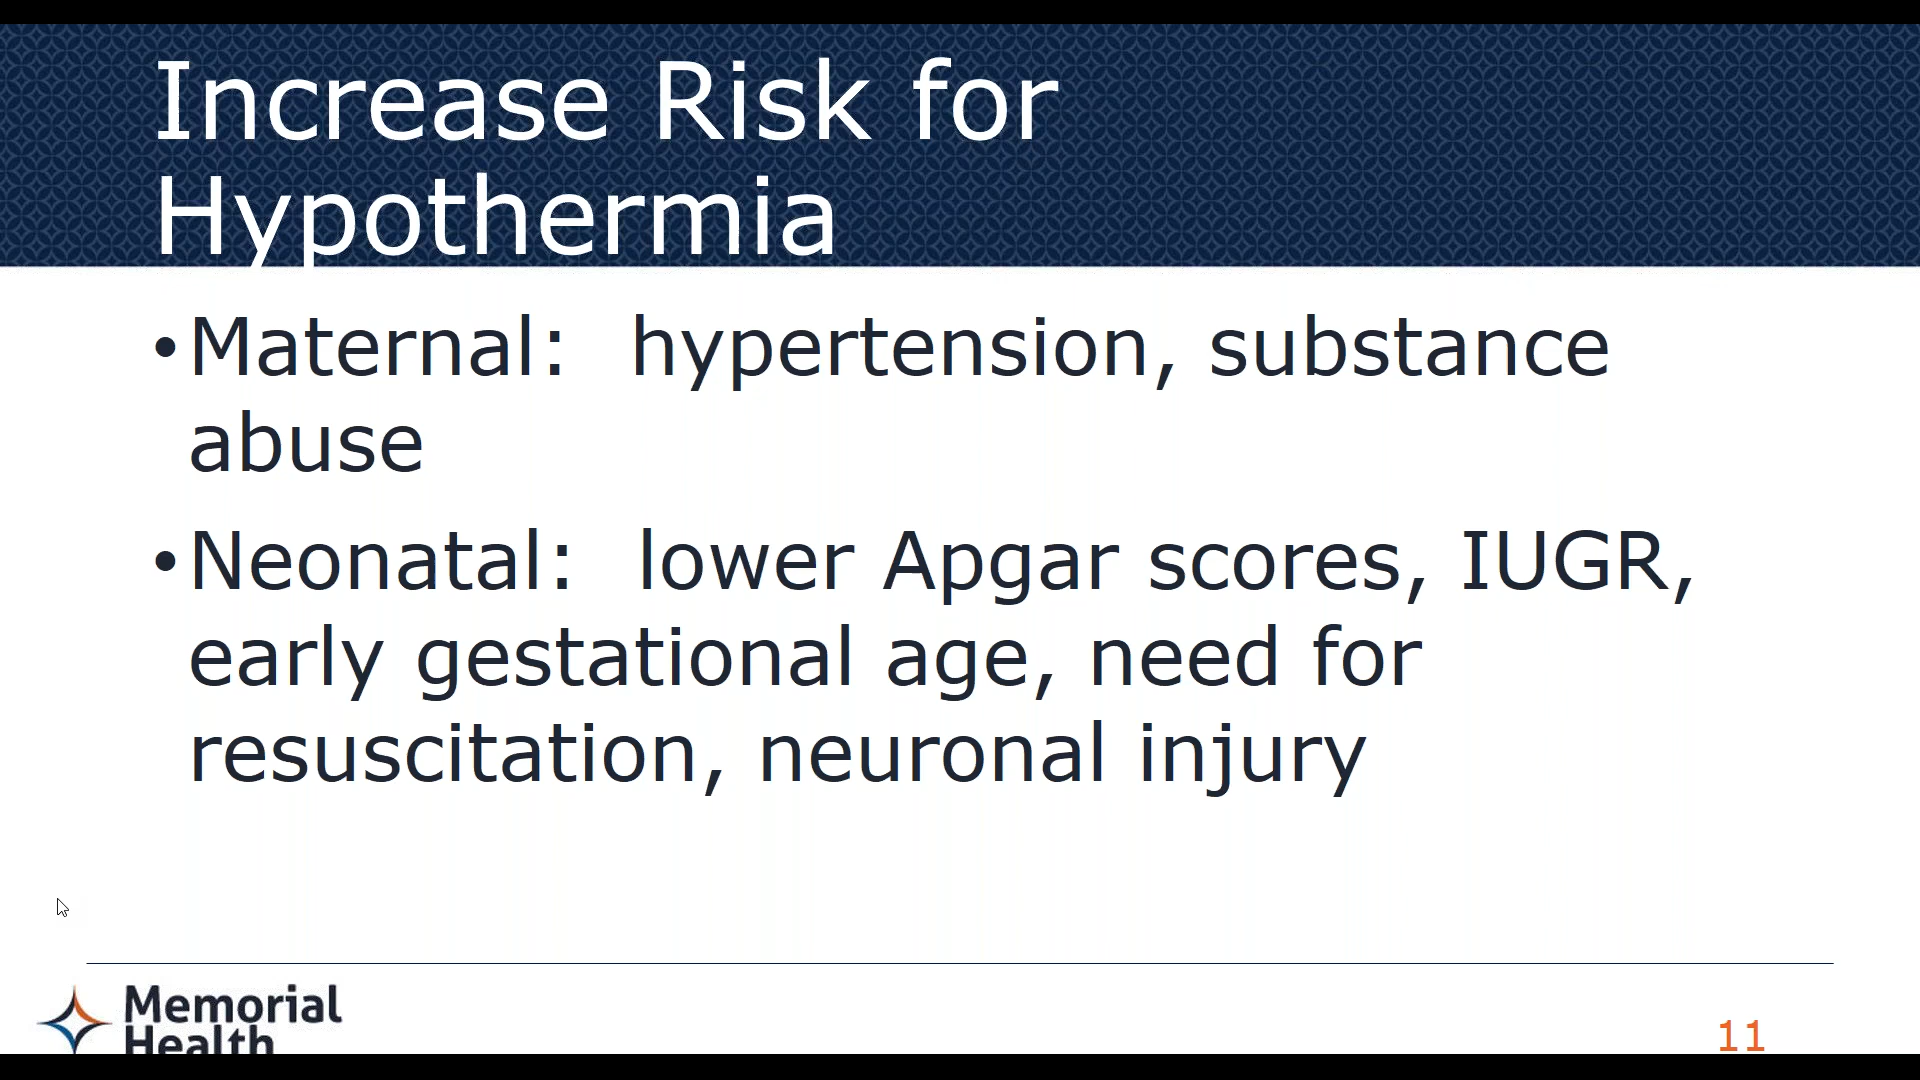 Increase Risk for
Hypothermia
•Maternal:  hypertension, substance
abuse
•Neonatal:  lower Apgar scores, IUGR,
early gestational age, need for
resuscitation, neuronal injury
Memorial
Health
11